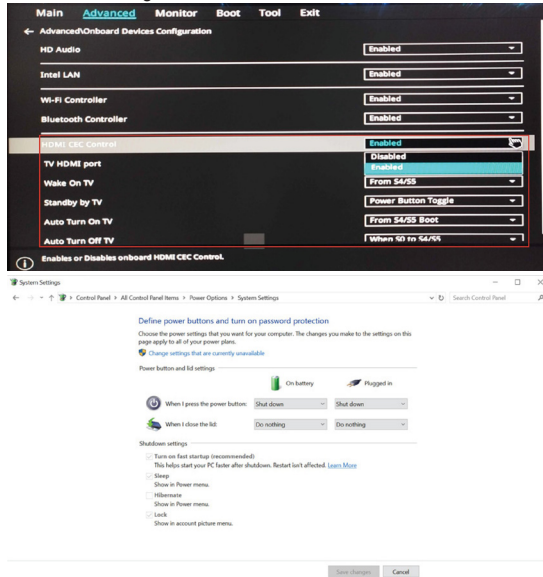 Main Advanced Monitor Boot Tool Exit
← Advanced\Onboard Devices Configuration
HD Audio Enabled
Intel LAN Enabled
Wi-Fi Controller Enabled
Bluetooth Controller Enabled
HDMI CEC Control Enabled
Disabled
Enabled
TV HDMI port
Wake On TV From S4/S5
Standby by TV Power Button Toggle
Auto Turn On TV From S4/S5 Boot
Auto Turn Off TV When S0 to S4/S5
Enables or Disables onboard HDMI CEC Control.
System Settings
Control Panel > All Control Panel Items > Power Options > System Settings Search Control Panel
Define power buttons and turn on password protection
Choose the power settings that you want for your computer. The changes you make to the settings on this
page apply to all of your power plans.
Change settings that are currently unavailable
Power button and lid settings
On battery Plugged in
When I press the power button: Shut down Shut down
When I close the lid: Do nothing Do nothing
Shutdown settings
Turn on fast startup (recommended)
This helps start your PC faster after shutdown. Restart isn't affected. Learn More
Sleep
Show in Power menu.
Hibernate
Show in Power menu.
Lock
Show in account picture menu.
Save changes Cancel